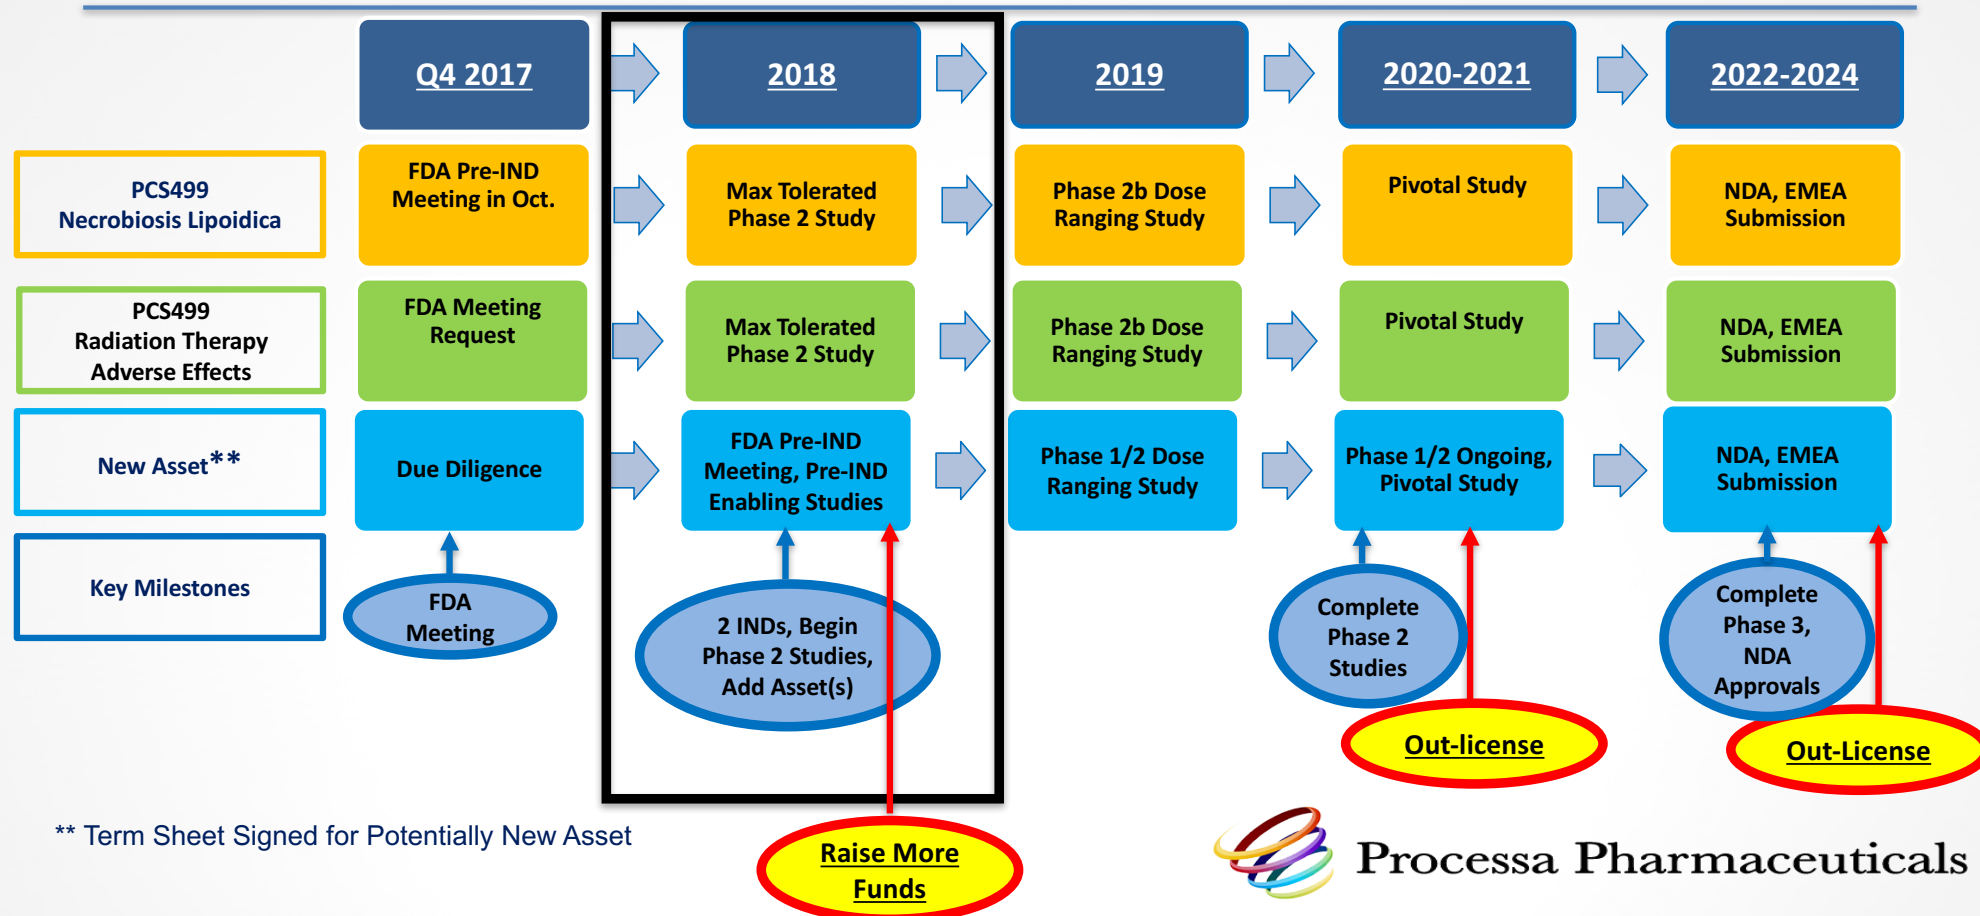 Q4 2017
2018
2019
2020-2021
2022-2024
PCS499
Necrobiosis Lipoidica
FDA Pre-IND
Meeting in Oct.
Max Tolerated
Phase 2 Study
Phase 2b Dose
Ranging Study
Pivotal Study
NDA, EMEA
Submission
PCS499
Radiation Therapy
Adverse Effects
FDA Meeting
Request
Max Tolerated
Phase 2 Study
Phase 2b Dose
Ranging Study
Pivotal Study
NDA, EMEA
Submission
New Asset**
Due Diligence
FDA Pre-IND
Meeting, Pre-IND
Enabling Studies
Phase 1/2 Dose
Ranging Study
Phase 1/2 Ongoing,
Pivotal Study
NDA, EMEA
Submission
Key Milestones
FDA
Meeting
2 INDs, Begin
Phase 2 Studies,
Add Asset(s)
Complete
Phase 2
Studies
Complete
Phase 3,
NDA
Approvals
Out-license
Out-License
Raise More
Funds
** Term Sheet Signed for Potentially New Asset
Processa Pharmaceuticals